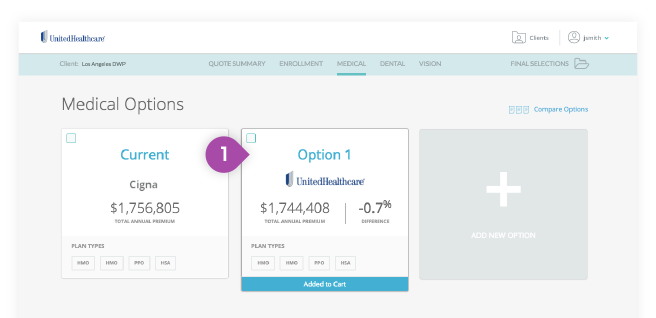 UnitedHealthcare
Clients
jsmith
Client: Los Angeles DWP
QUOTE SUMMARY ENROLLMENT MEDICAL DENTAL VISION
FINAL SELECTIONS
Medical Options
Compare Options
Current
Cigna
$1,756,805
TOTAL ANNUAL PREMIUM
PLAN TYPES
HMO HMO PPO HSA
1
Option 1
UnitedHealthcare
$1,744,408 -0.7%
TOTAL ANNUAL PREMIUM DIFFERENCE
PLAN TYPES
HMO HMO PPO HSA
Added to Cart
ADD NEW OPTION